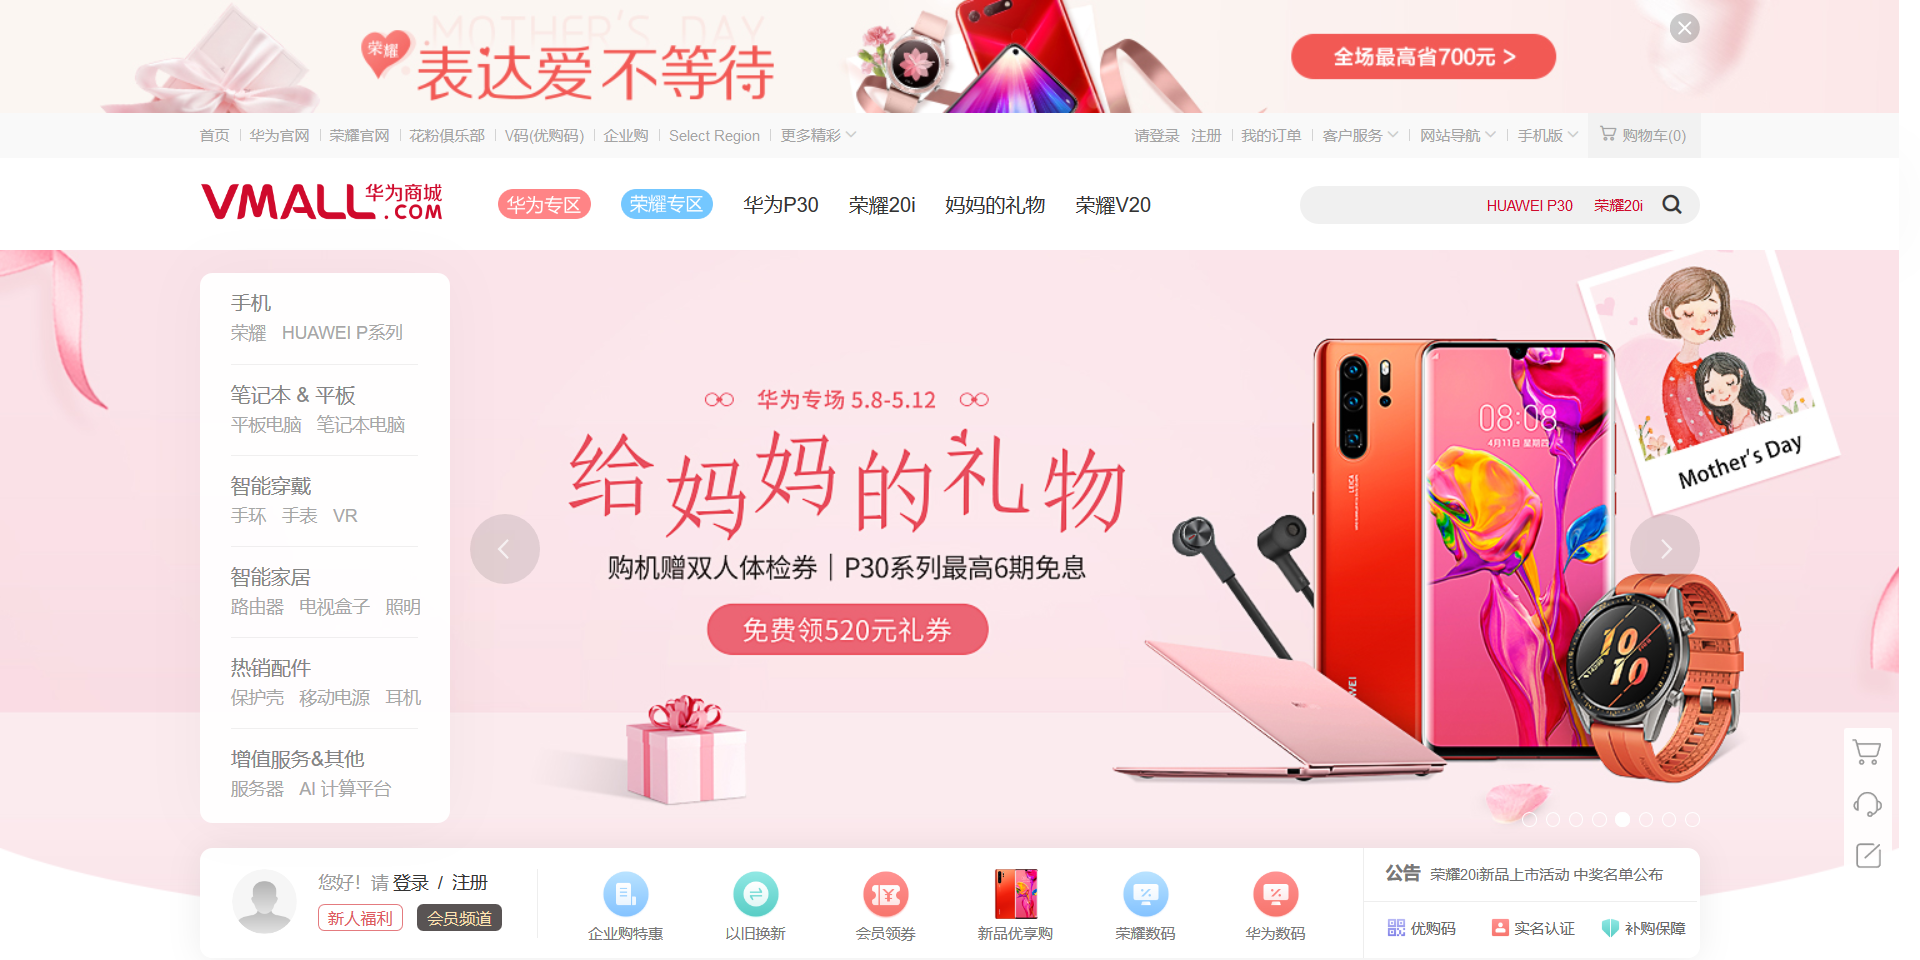 MOTHER'S DAY
荣耀 表达爱不等待
全场最高省700元 >
首页 华为官网 荣耀官网 花粉俱乐部 V码(优购码) 企业购 Select Region 更多精彩 请登录 注册 我的订单 客户服务 网站导航 手机版 购物车(0)
VMALL 华为商城 .COM 华为专区 荣耀专区 华为P30 荣耀20i 妈妈的礼物 荣耀V20 HUAWEI P30 荣耀20i
手机
荣耀 HUAWEI P系列
笔记本 & 平板
平板电脑 笔记本电脑
智能穿戴
手环 手表 VR
智能家居
路由器 电视盒子 照明
热销配件
保护壳 移动电源 耳机
增值服务&其他
服务器 AI 计算平台
华为专场 5.8-5.12
给妈妈的礼物
购机赠双人体检券｜P30系列最高6期免息
免费领520元礼券
08:08
4月11日 星期四
LEICA
10
10
Mother's Day
您好！请 登录 / 注册
新人福利 会员频道
企业购特惠 以旧换新 会员领券 新品优享购 荣耀数码 华为数码
公告 荣耀20i新品上市活动 中奖名单公布
优购码 实名认证 补购保障